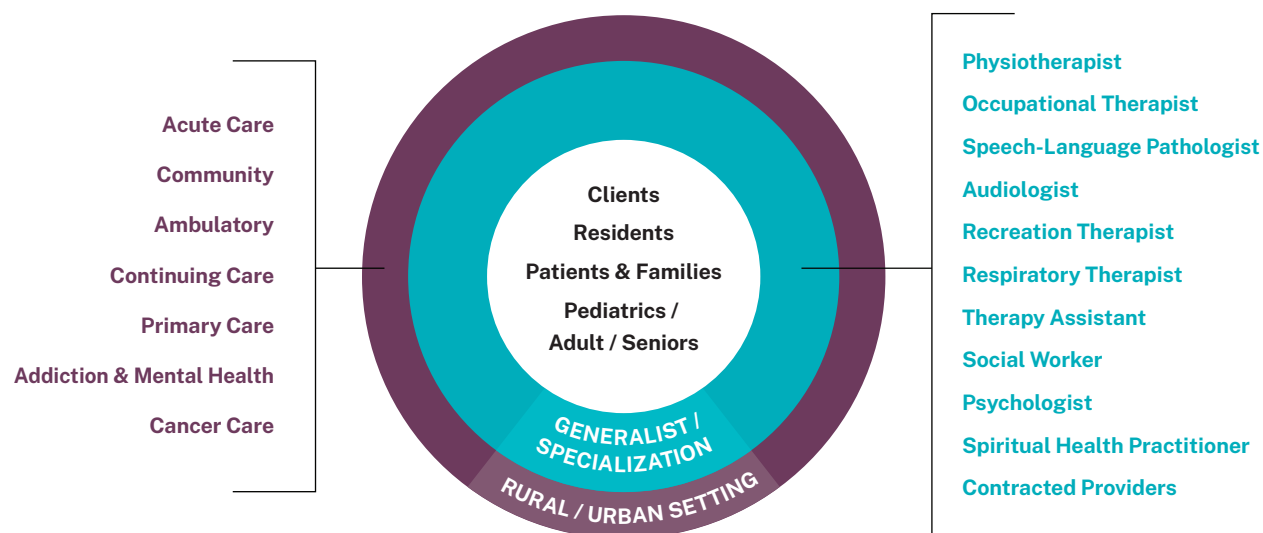 Acute Care
Community
Ambulatory
Continuing Care
Primary Care
Addiction & Mental Health
Cancer Care
Clients
Residents
Patients & Families
Pediatrics /
Adult / Seniors
GENERALIST /
SPECIALIZATION
RURAL / URBAN SETTING
Physiotherapist
Occupational Therapist
Speech-Language Pathologist
Audiologist
Recreation Therapist
Respiratory Therapist
Therapy Assistant
Social Worker
Psychologist
Spiritual Health Practitioner
Contracted Providers